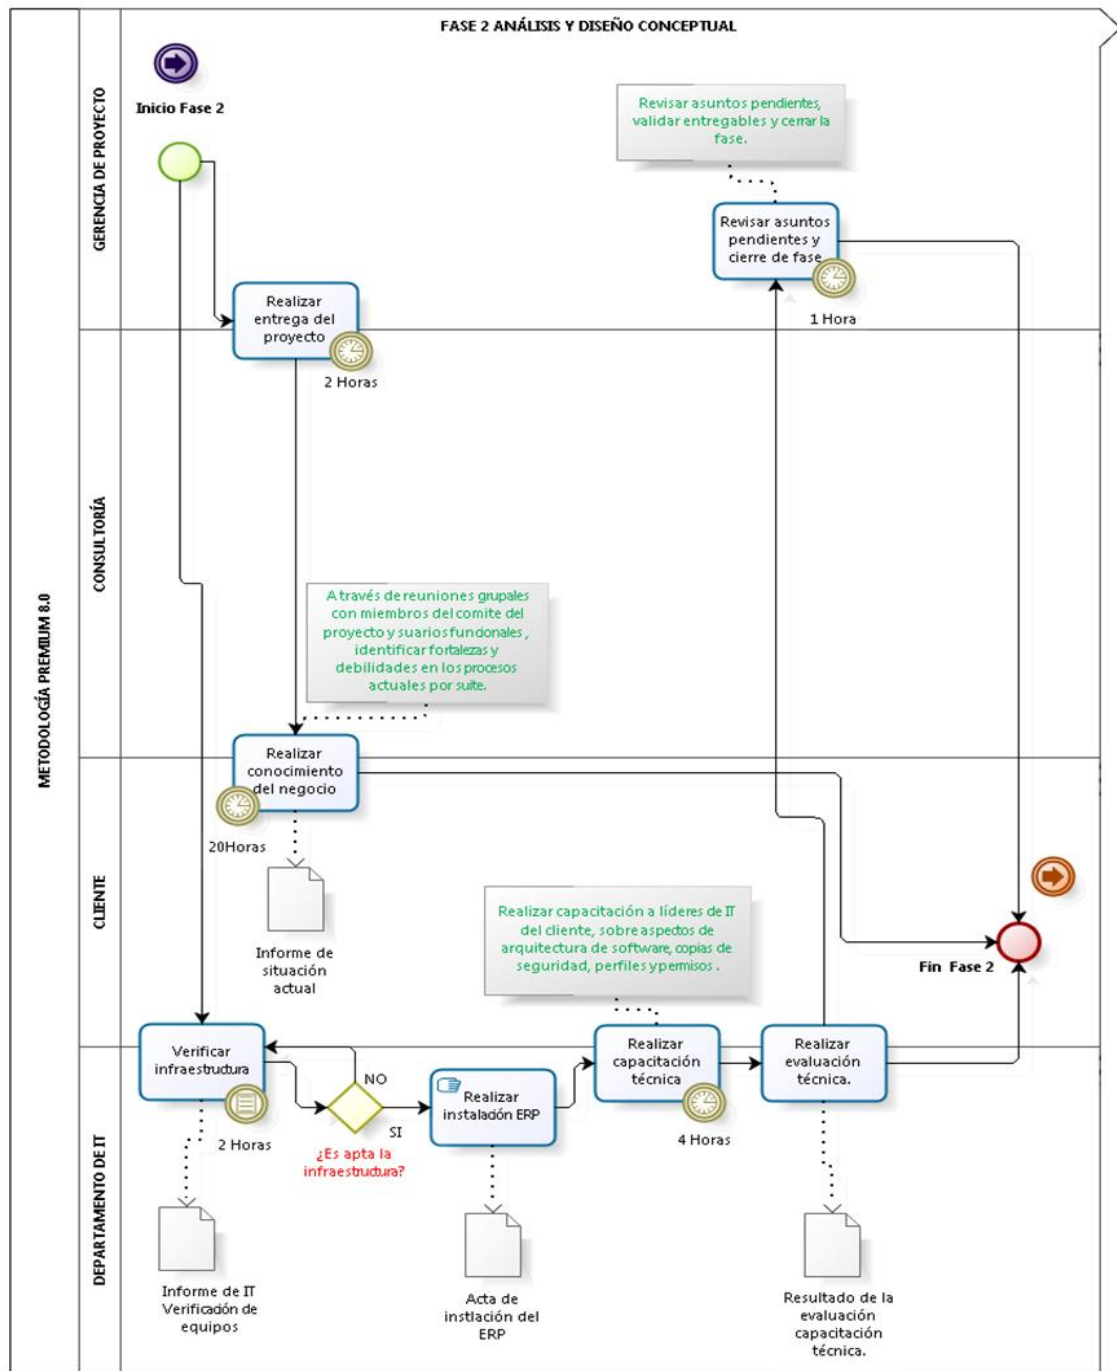 FASE 2 ANÁLISIS Y DISEÑO CONCEPTUAL
METODOLOGÍA PREMIUM 8.0
GERENCIA DE PROYECTO
Inicio Fase 2
Revisar asuntos pendientes,
validar entregables y cerrar la
fase.
Revisar asuntos
pendientes y
cierre de fase
1 Hora
Realizar
entrega del
proyecto
2 Horas
CONSULTORÍA
A través de reuniones grupales
con miembros del comite del
proyecto y suarios funcionales ,
identificar fortalezas y
debilidades en los procesos
actuales por suite.
Realizar
conocimiento
del negocio
20Horas
CLIENTE
Informe de
situación
actual
Realizar capacitación a líderes de IT
del cliente, sobre aspectos de
arquitectura de software, copias de
seguridad, perfiles y permisos .
Fin Fase 2
DEPARTAMENTO DE IT
Verificar
infraestructura
2 Horas
NO
SI
¿Es apta la
infraestructura?
Realizar
instalación ERP
Realizar
capacitación
técnica
4 Horas
Realizar
evaluación
técnica.
Informe de IT
Verificación de
equipos
Acta de
instlación del
ERP
Resultado de la
evaluación
capacitación
técnica.